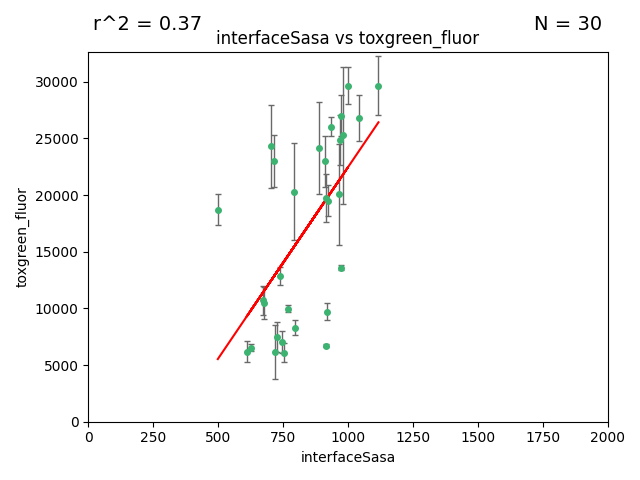 r^2 = 0.37
N = 30
interfaceSasa vs toxgreen_fluor
30000
25000
20000
15000
10000
5000
0
toxgreen_fluor
0 250 500 750 1000 1250 1500 1750 2000
interfaceSasa